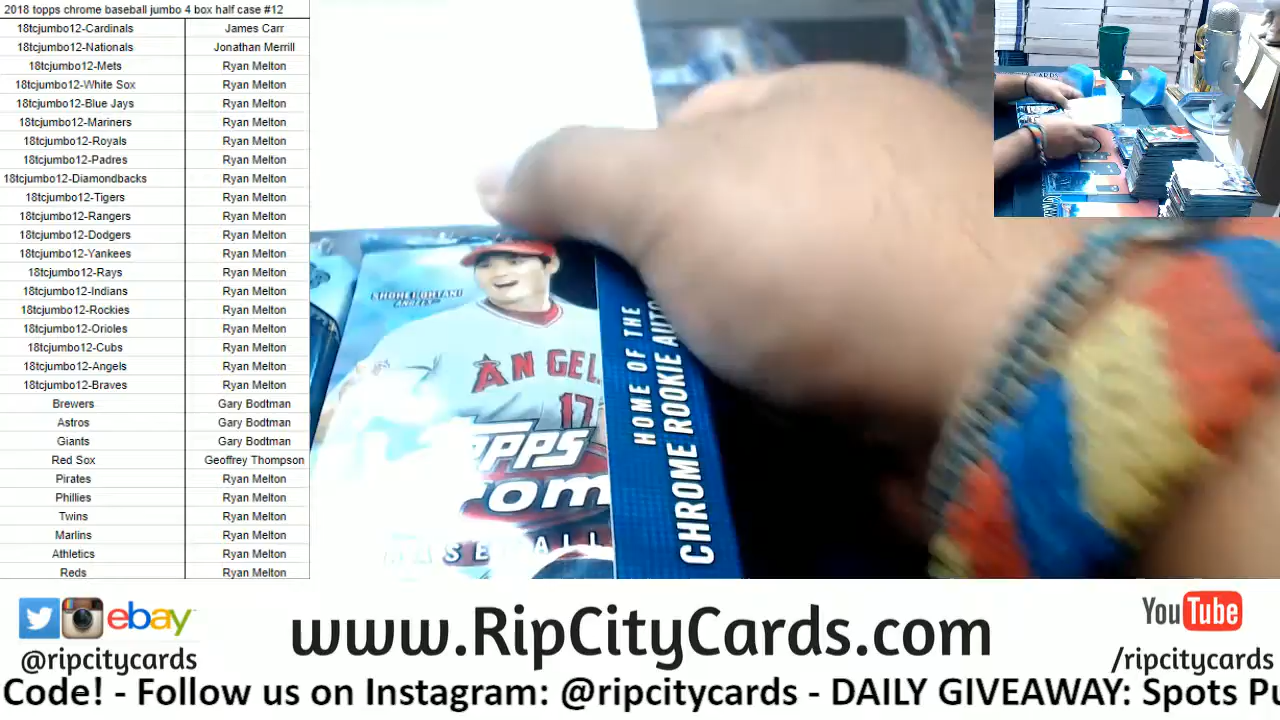 2018 topps chrome baseball jumbo 4 box half case #12
18tcjumbo12-Cardinals James Carr
18tcjumbo12-Nationals Jonathan Merrill
18tcjumbo12-Mets Ryan Melton
18tcjumbo12-White Sox Ryan Melton
18tcjumbo12-Blue Jays Ryan Melton
18tcjumbo12-Mariners Ryan Melton
18tcjumbo12-Royals Ryan Melton
18tcjumbo12-Padres Ryan Melton
18tcjumbo12-Diamondbacks Ryan Melton
18tcjumbo12-Tigers Ryan Melton
18tcjumbo12-Rangers Ryan Melton
18tcjumbo12-Dodgers Ryan Melton
18tcjumbo12-Yankees Ryan Melton
18tcjumbo12-Rays Ryan Melton
18tcjumbo12-Indians Ryan Melton
18tcjumbo12-Rockies Ryan Melton
18tcjumbo12-Orioles Ryan Melton
18tcjumbo12-Cubs Ryan Melton
18tcjumbo12-Angels Ryan Melton
18tcjumbo12-Braves Ryan Melton
Brewers Gary Bodtman
Astros Gary Bodtman
Giants Gary Bodtman
Red Sox Geoffrey Thompson
Pirates Ryan Melton
Phillies Ryan Melton
Twins Ryan Melton
Marlins Ryan Melton
Athletics Ryan Melton
Reds Ryan Melton
SHOHEI OHTANI
ANGELS
ANGEL
17
OPPS
om
BASEBALL
HOME OF THE
CHROME ROOKIE AUTO
ebay
@ripcitycards
www.RipCityCards.com
YouTube
/ripcitycards
Code! - Follow us on Instagram: @ripcitycards - DAILY GIVEAWAY: Spots Pu